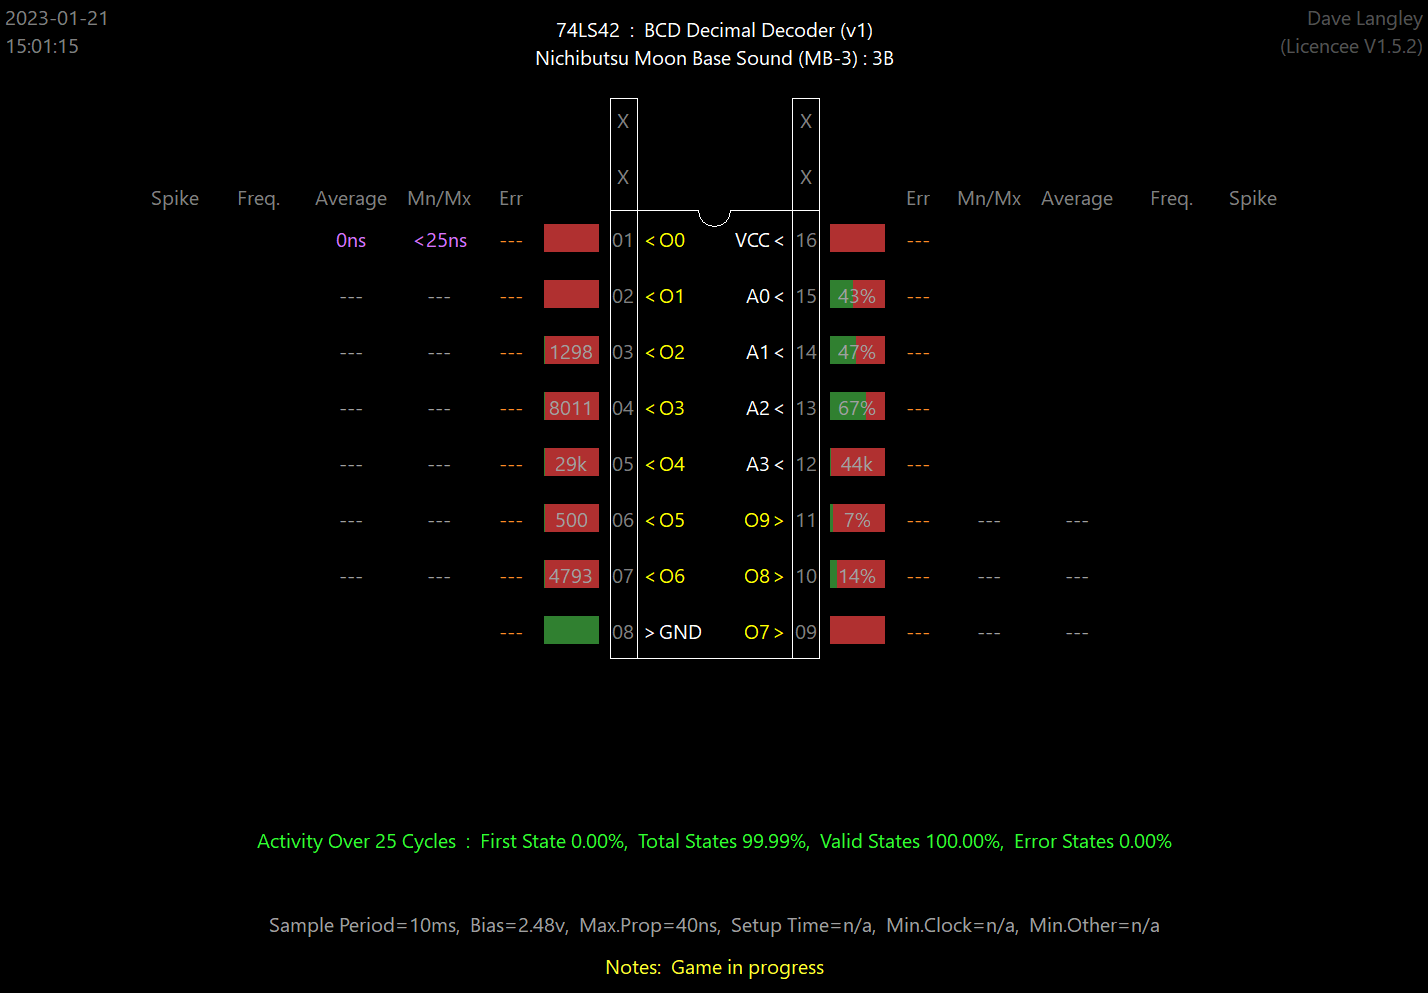 2023-01-21
15:01:15
74LS42 : BCD Decimal Decoder (v1)
Nichibutsu Moon Base Sound (MB-3) : 3B
Dave Langley
(Licencee V1.5.2)
X X
X X
Spike Freq. Average Mn/Mx Err Err Mn/Mx Average Freq. Spike
0ns <25ns --- 01 < O0 VCC < 16 ---
--- --- --- 02 < O1 A0 < 15 43% ---
--- --- --- 1298 03 < O2 A1 < 14 47% ---
--- --- --- 8011 04 < O3 A2 < 13 67% ---
--- --- --- 29k 05 < O4 A3 < 12 44k ---
--- --- --- 500 06 < O5 O9 > 11 7% --- --- ---
--- --- --- 4793 07 < O6 O8 > 10 14% --- --- ---
--- 08 > GND O7 > 09 --- --- ---
Activity Over 25 Cycles : First State 0.00%, Total States 99.99%, Valid States 100.00%, Error States 0.00%
Sample Period=10ms, Bias=2.48v, Max.Prop=40ns, Setup Time=n/a, Min.Clock=n/a, Min.Other=n/a
Notes: Game in progress